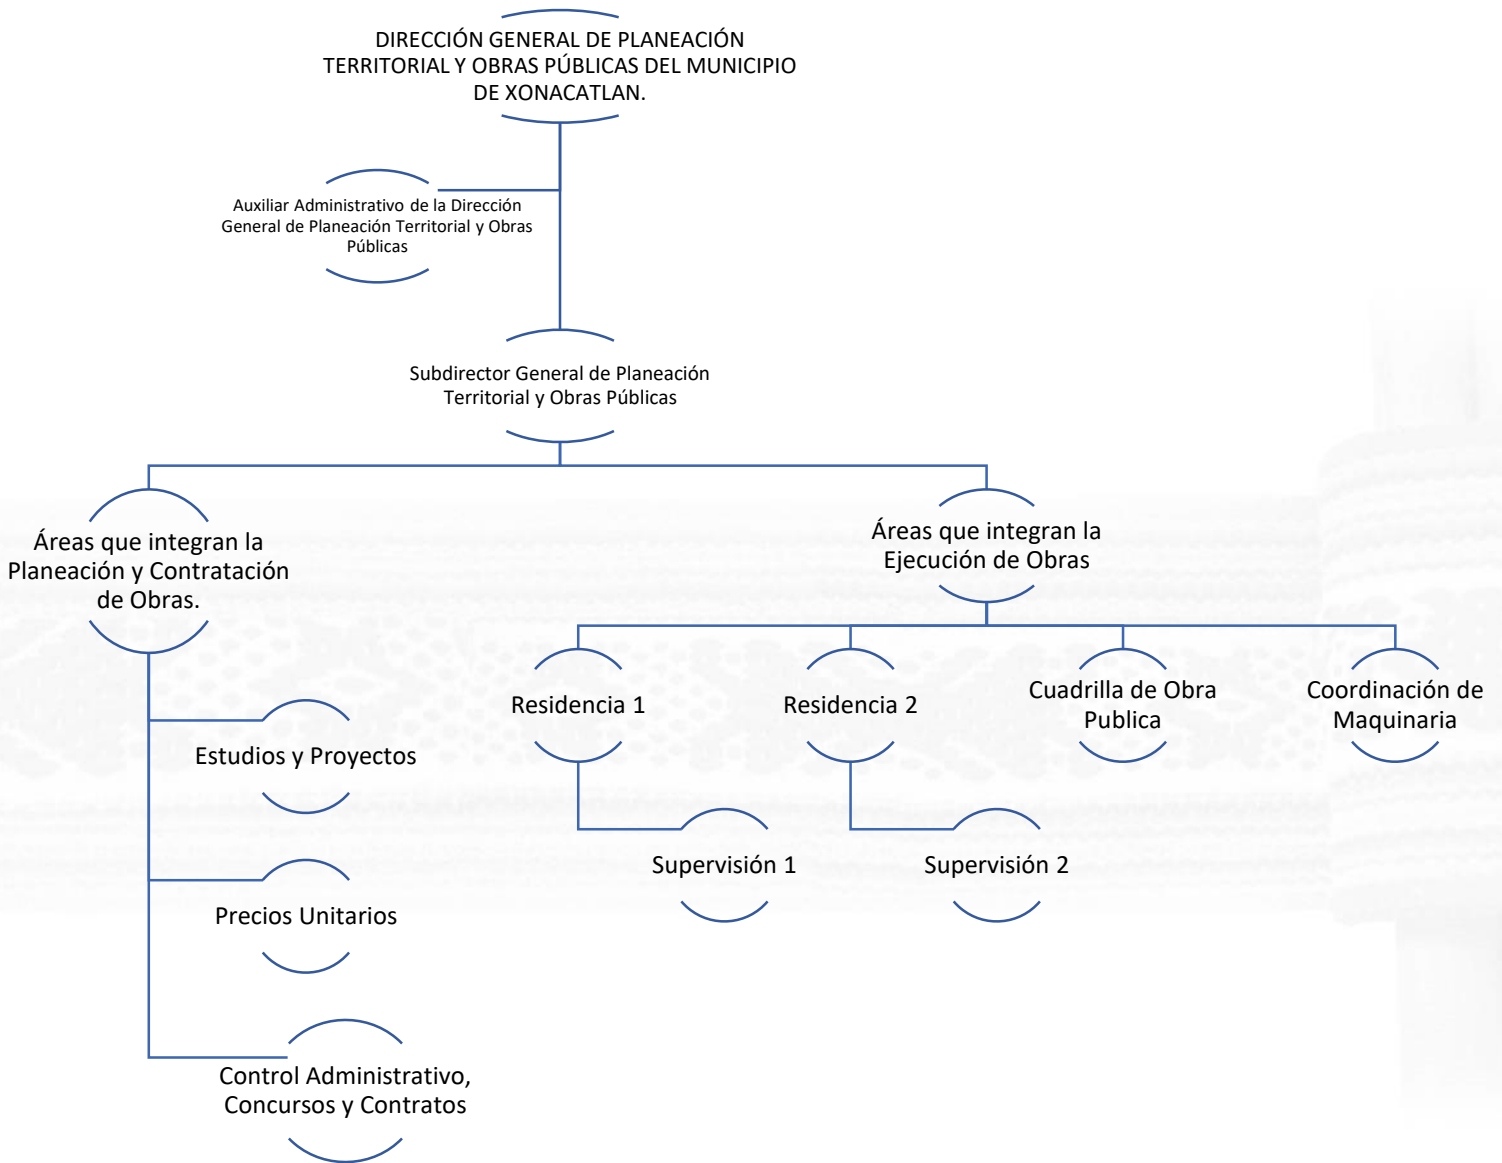 DIRECCIÓN GENERAL DE PLANEACIÓN
TERRITORIAL Y OBRAS PÚBLICAS DEL MUNICIPIO
DE XONACATLAN.
Auxiliar Administrativo de la Dirección
General de Planeación Territorial y Obras
Públicas
Subdirector General de Planeación
Territorial y Obras Públicas
Áreas que integran la
Planeación y Contratación
de Obras.
Áreas que integran la
Ejecución de Obras
Estudios y Proyectos
Precios Unitarios
Control Administrativo,
Concursos y Contratos
Residencia 1
Residencia 2
Cuadrilla de Obra
Publica
Coordinación de
Maquinaria
Supervisión 1
Supervisión 2